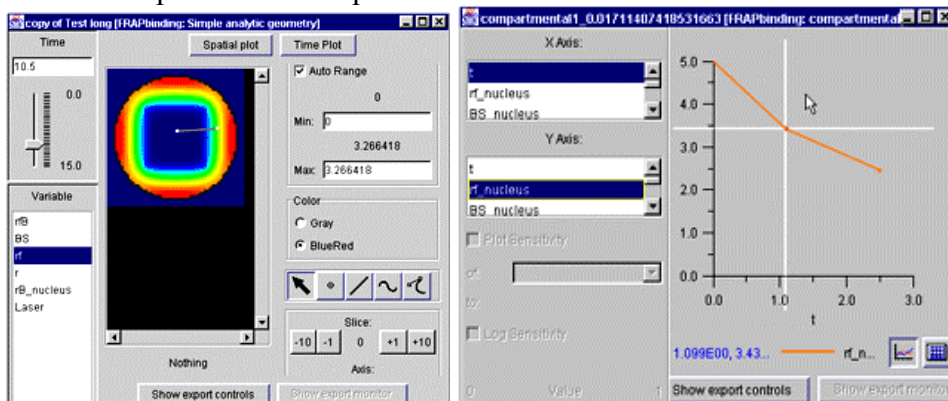 copy of Test long [FRAPbinding: Simple analytic geometry]
Time
10.5
0.0
15.0
Variable
rfB
BS
rf
r
rB_nucleus
Laser
Spatial plot
Time Plot
Auto Range
0
Min: 0
3.266418
Max: 3.266418
Color
Gray
BlueRed
Slice:
-10 -1 0 +1 +10
Axis:
Nothing
Show export controls
Show export monitor
compartmental1_0.01711407418531663 [FRAPbinding: compartmental
X Axis:
t
rf_nucleus
BS_nucleus
Y Axis:
t
rf_nucleus
BS_nucleus
Plot Sensitivity
of:
to:
Log Sensitivity
0 Value 1
5.0
4.0
3.0
2.0
1.0
0.0
0.0 1.0 2.0 3.0
t
1.099E00, 3.43...
rf_n...
Show export controls
Show export monitor